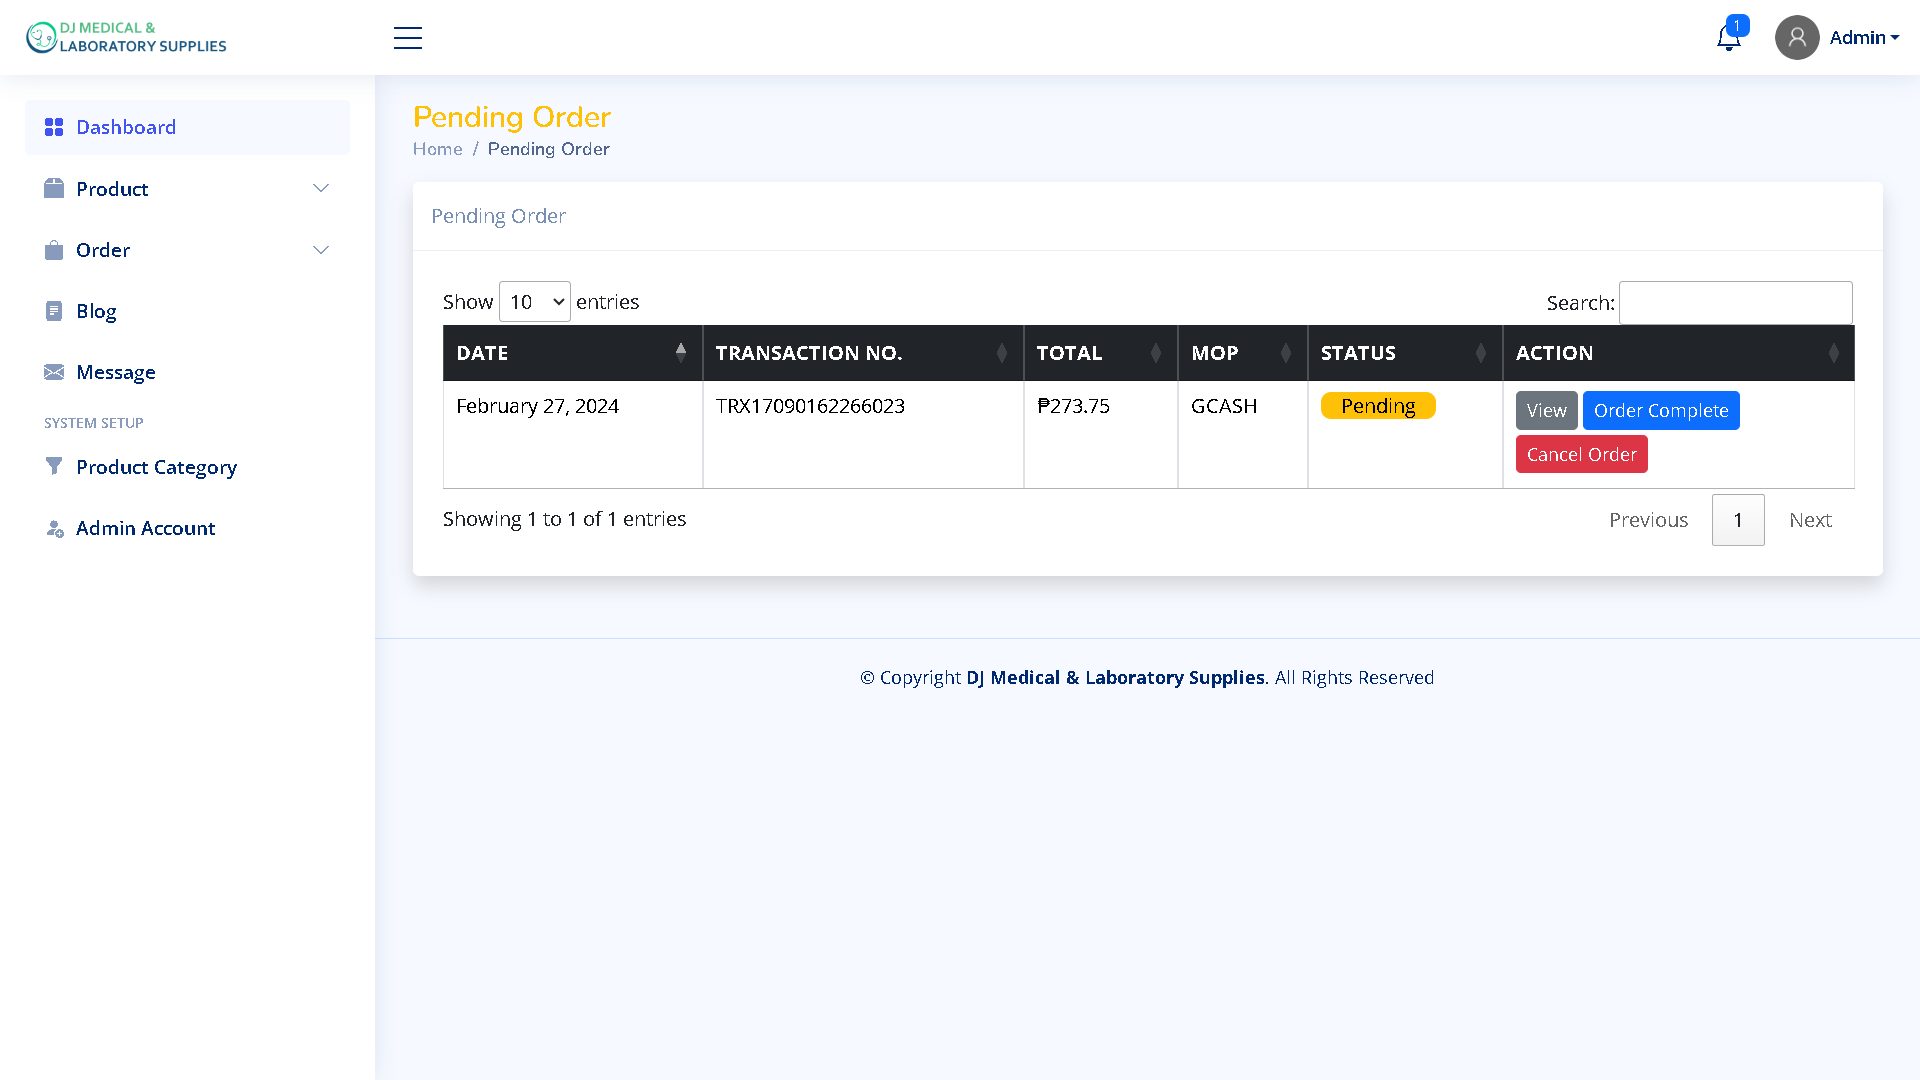 DJ MEDICAL &
LABORATORY SUPPLIES
1
Admin
Dashboard
Product
Order
Blog
Message
SYSTEM SETUP
Product Category
Admin Account
Pending Order
Home / Pending Order
Pending Order
Show 10 entries
Search:
DATE TRANSACTION NO. TOTAL MOP STATUS ACTION
February 27, 2024 TRX17090162266023 ₱273.75 GCASH Pending View Order Complete
Cancel Order
Showing 1 to 1 of 1 entries
Previous 1 Next
© Copyright DJ Medical & Laboratory Supplies. All Rights Reserved